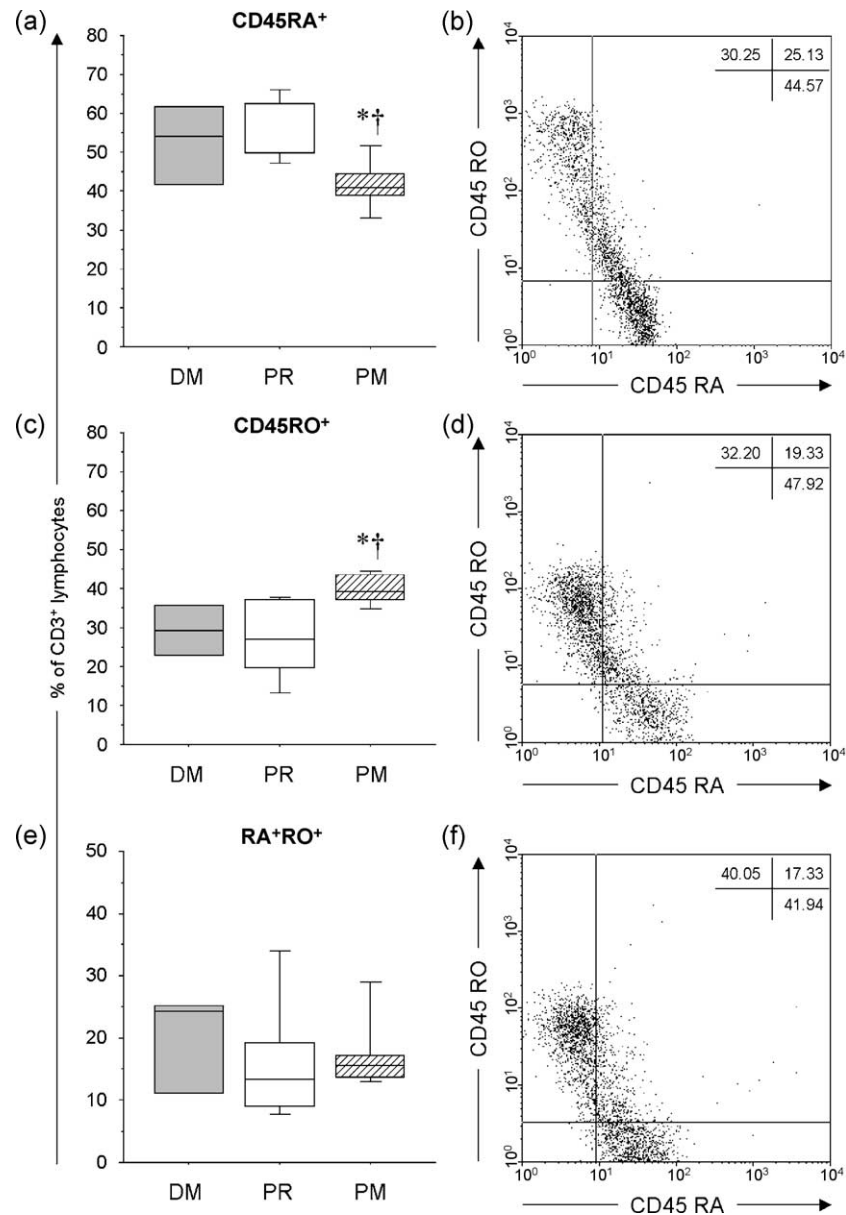 (a)
CD45RA⁺
80
70
60
50
40
30
20
10
0
*†
DM PR PM
(b)
CD45 RO
10⁴
10³
10²
10¹
10⁰
30.25 25.13
44.57
10⁰ 10¹ 10² 10³ 10⁴
CD45 RA
% of CD3⁺ lymphocytes
(c)
CD45RO⁺
80
70
60
50
40
30
20
10
0
*†
DM PR PM
(d)
CD45 RO
10⁴
10³
10²
10¹
10⁰
32.20 19.33
47.92
10⁰ 10¹ 10² 10³ 10⁴
CD45 RA
(e)
RA⁺RO⁺
50
40
30
20
10
0
DM PR PM
(f)
CD45 RO
10⁴
10³
10²
10¹
10⁰
40.05 17.33
41.94
10⁰ 10¹ 10² 10³ 10⁴
CD45 RA